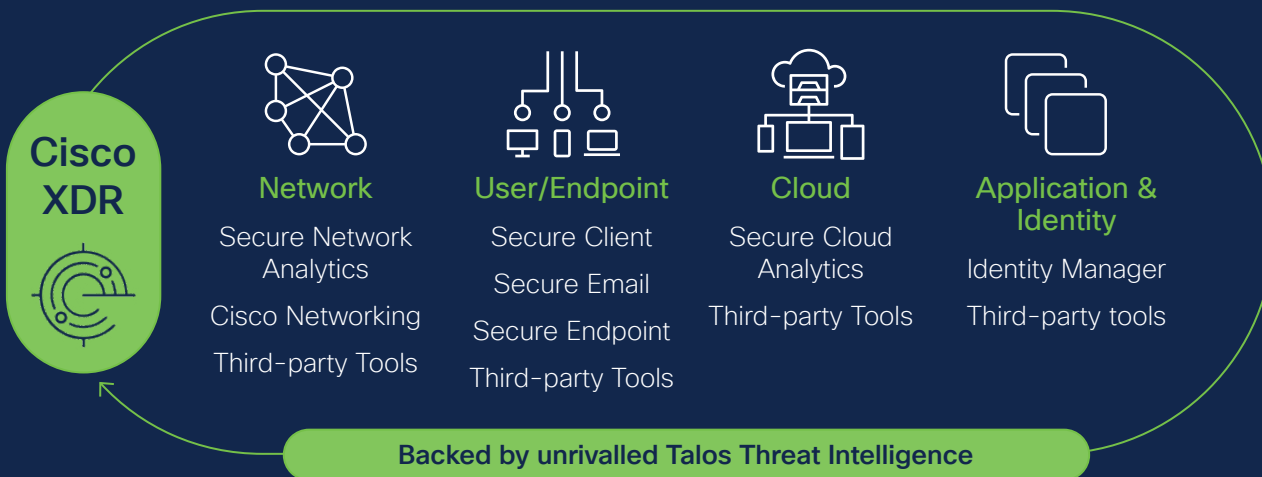 Cisco
XDR
Network
Secure Network
Analytics
Cisco Networking
Third-party Tools
User/Endpoint
Secure Client
Secure Email
Secure Endpoint
Third-party Tools
Cloud
Secure Cloud
Analytics
Third-party Tools
Application &
Identity
Identity Manager
Third-party tools
Backed by unrivalled Talos Threat Intelligence